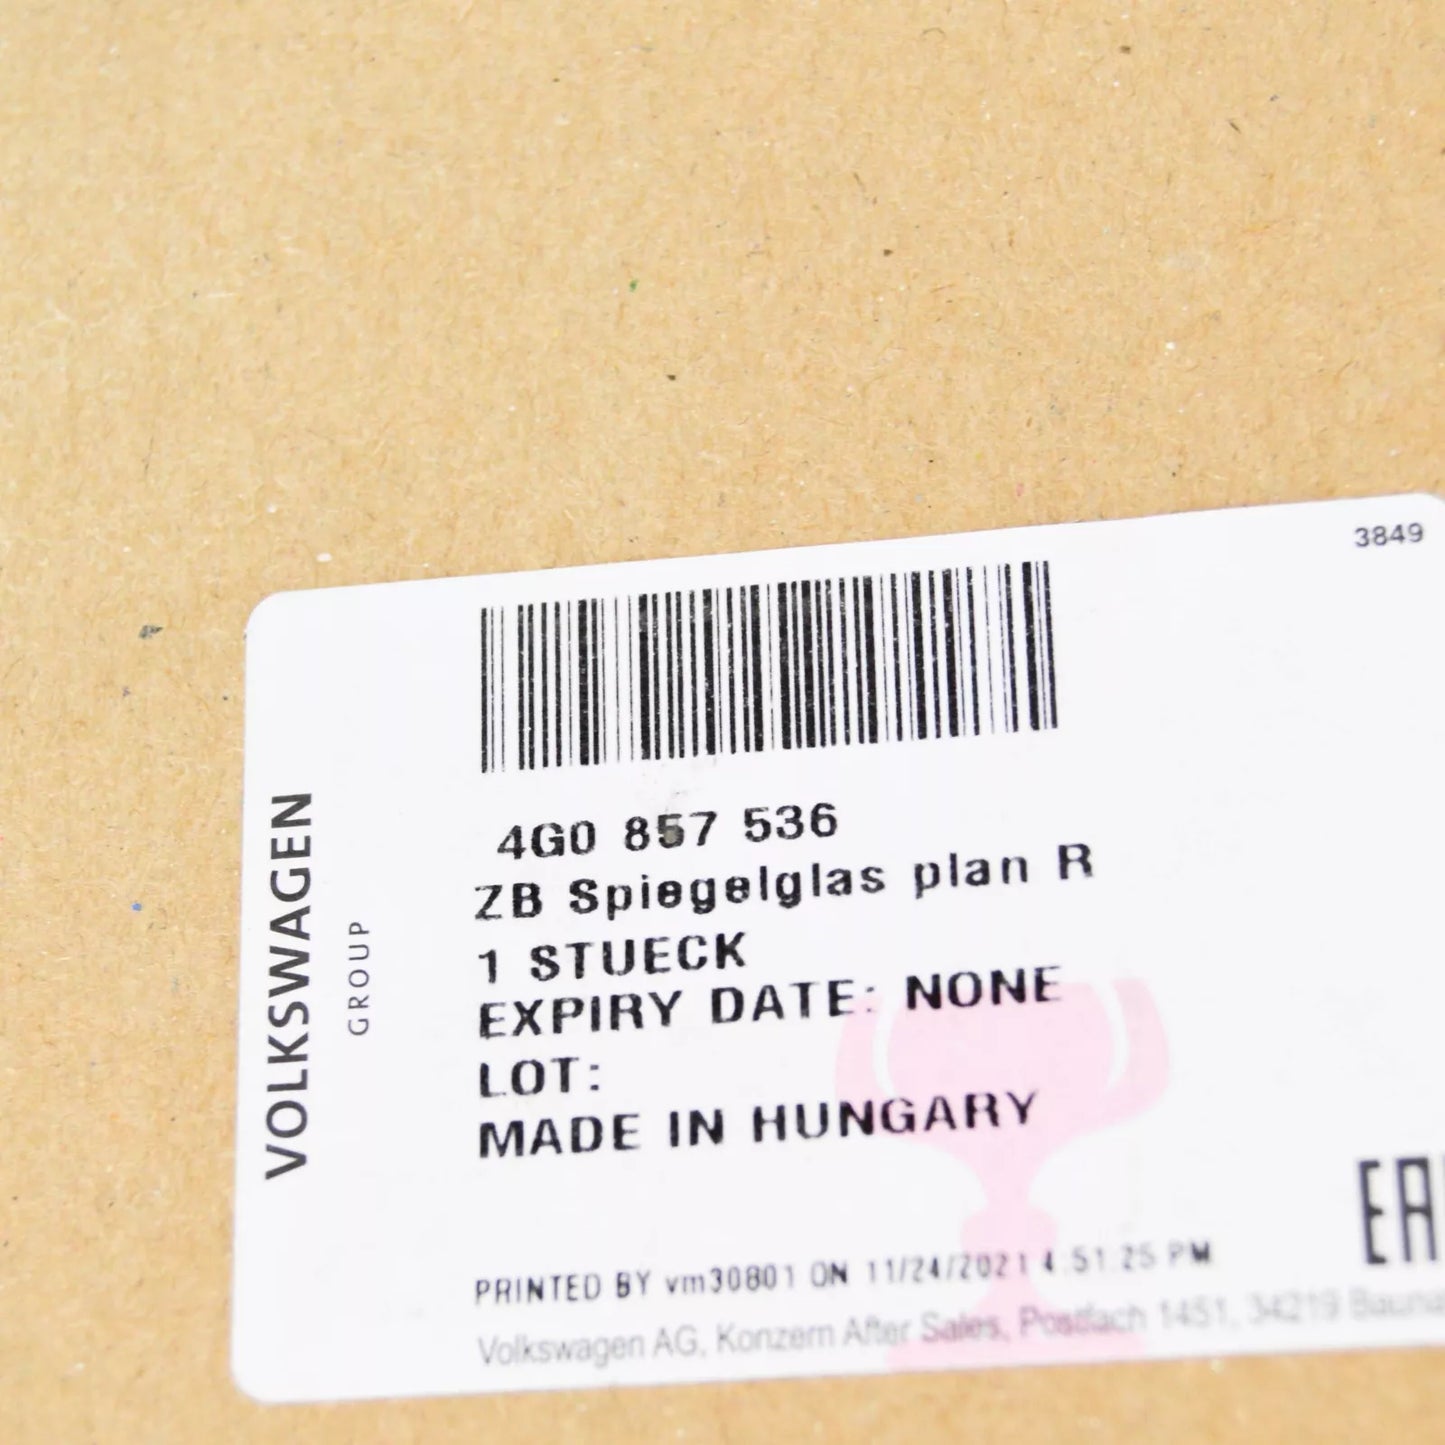 3849
VOLKSWAGEN
GROUP
4G0 857 536
ZB Spiegelglas plan R
1 STUECK
EXPIRY DATE: NONE
LOT:
MADE IN HUNGARY
EAC
PRINTED BY vm30801 ON 11/24/2021 4:51:25 PM
Volkswagen AG, Konzern After Sales, Postfach 1451, 34219